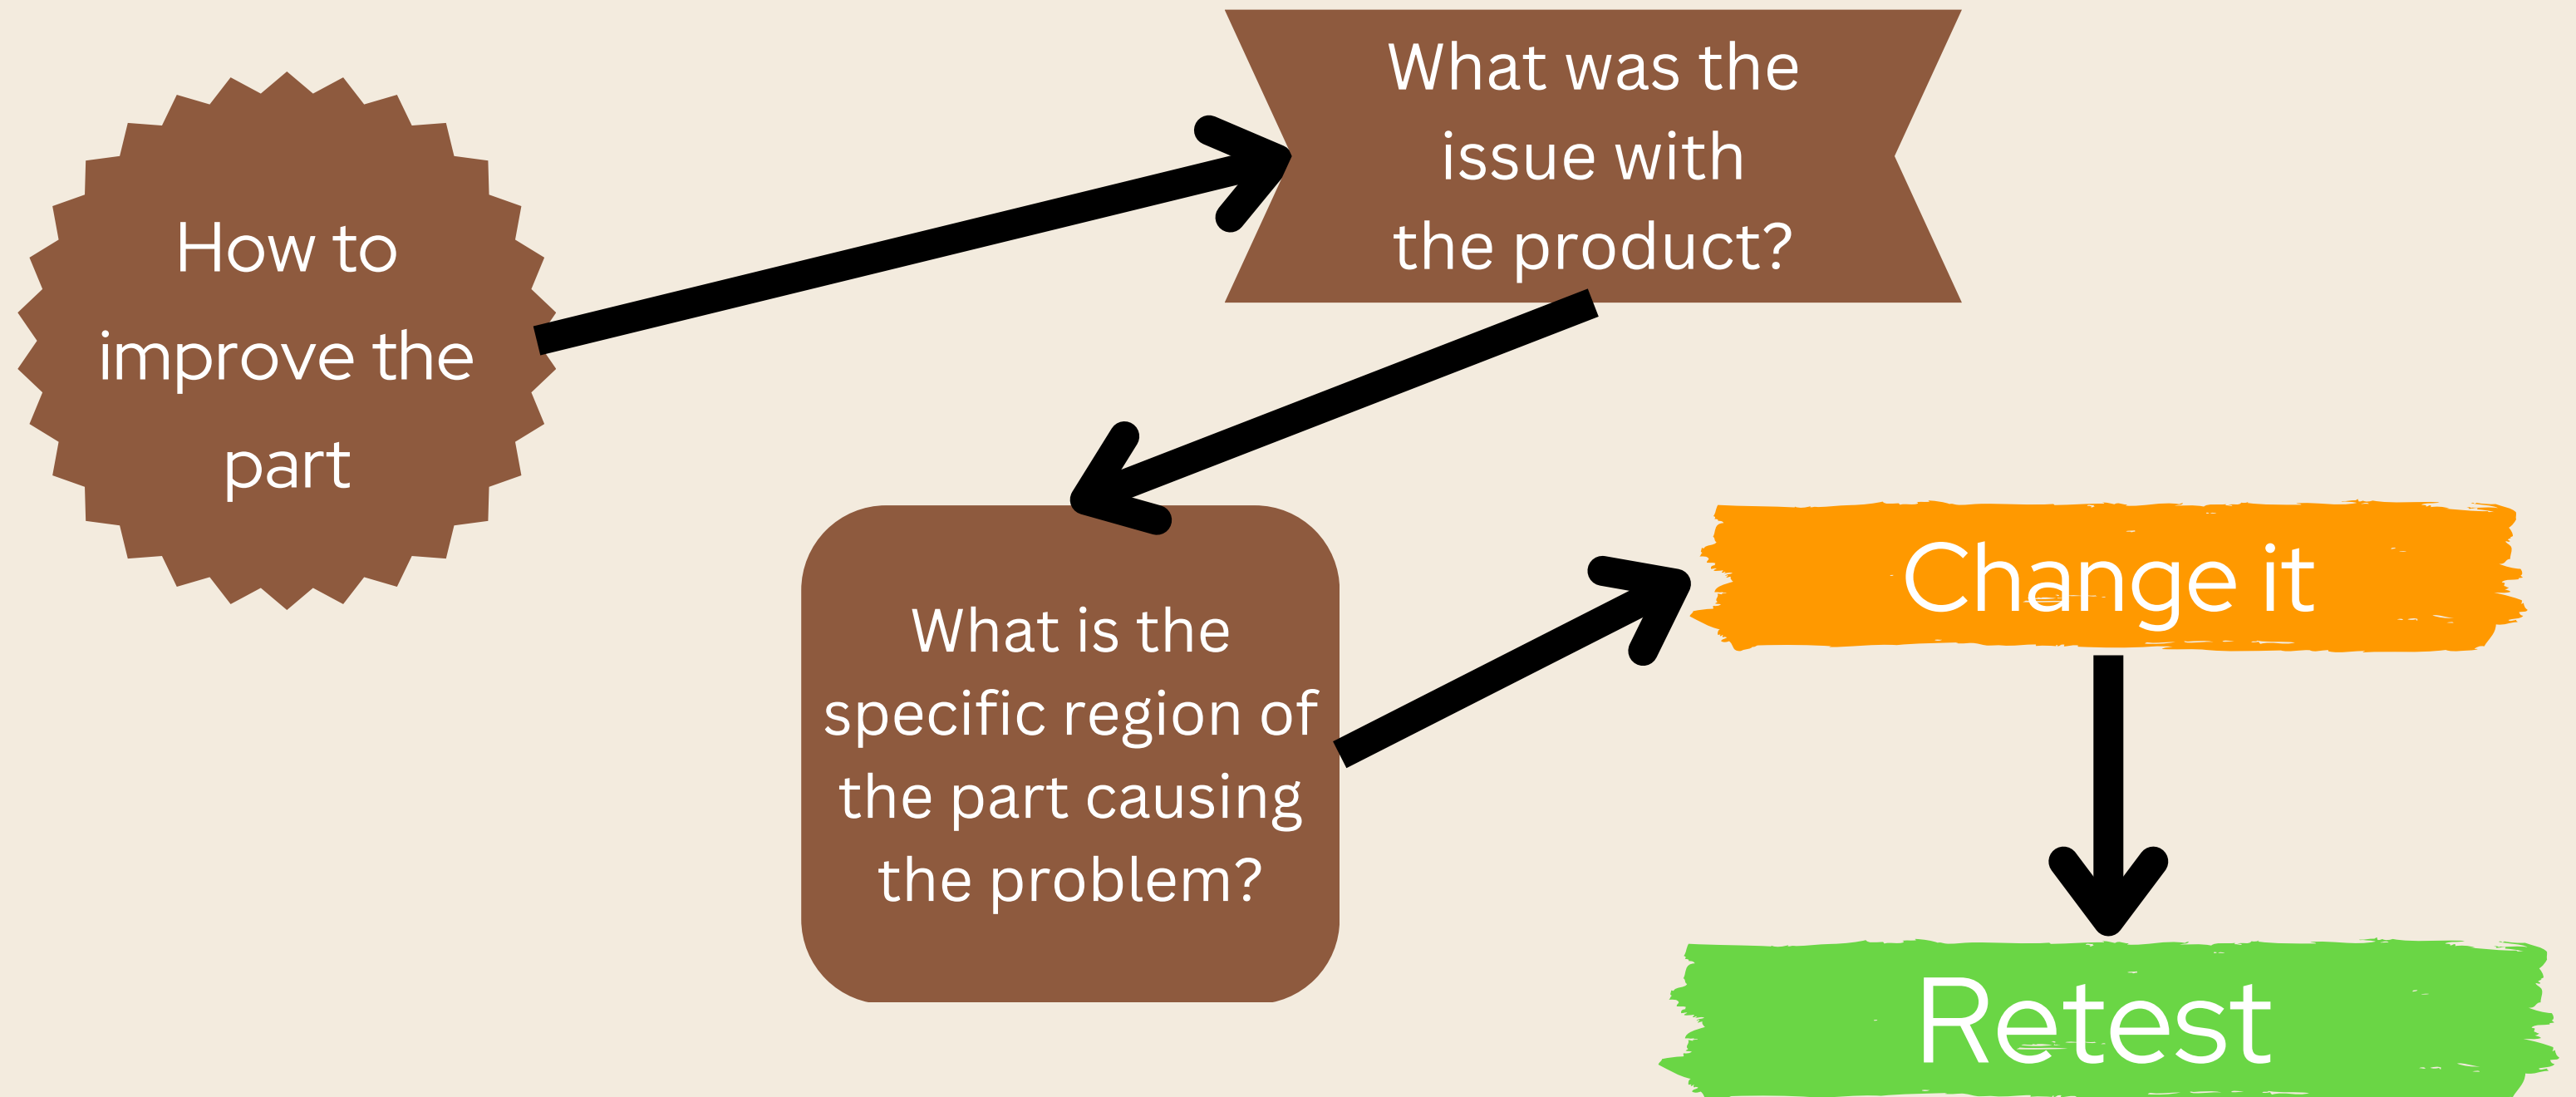 How to
improve the
part
What was the
issue with
the product?
What is the
specific region of
the part causing
the problem?
Change it
Retest